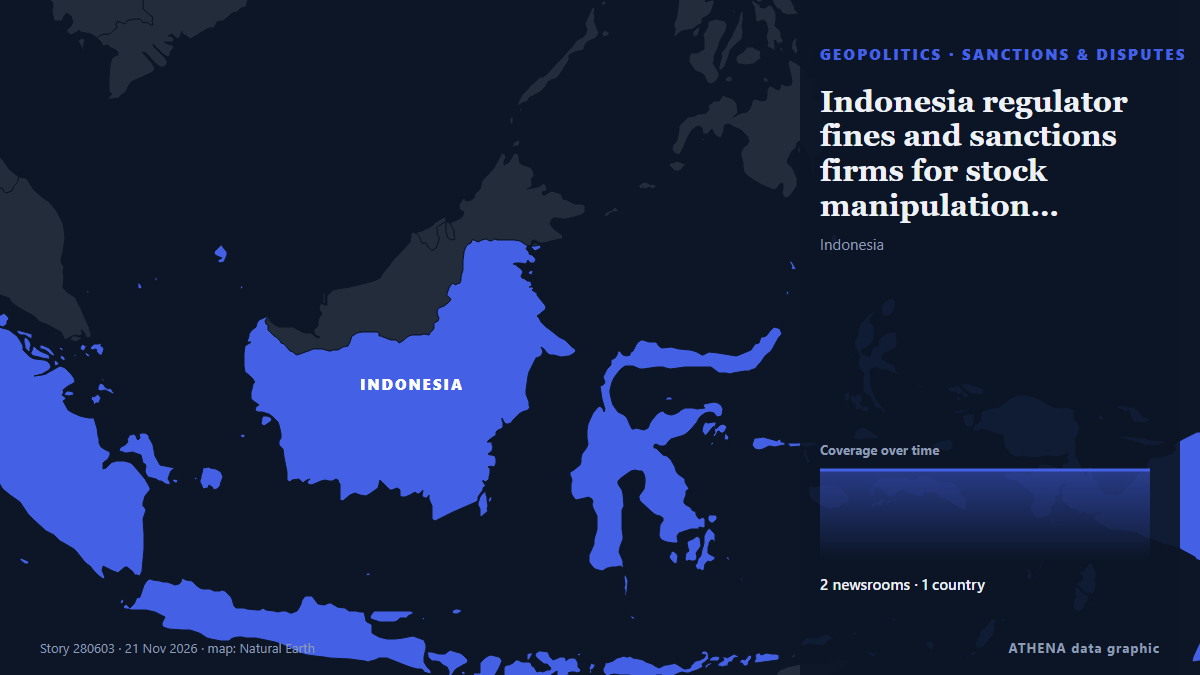 GEOPOLITICS · SANCTIONS & DISPUTES
Indonesia regulator
fines and sanctions
firms for stock
manipulation...
Indonesia
INDONESIA
Coverage over time
2 newsrooms · 1 country
Story 280603 · 21 Nov 2026 · map: Natural Earth
ATHENA data graphic